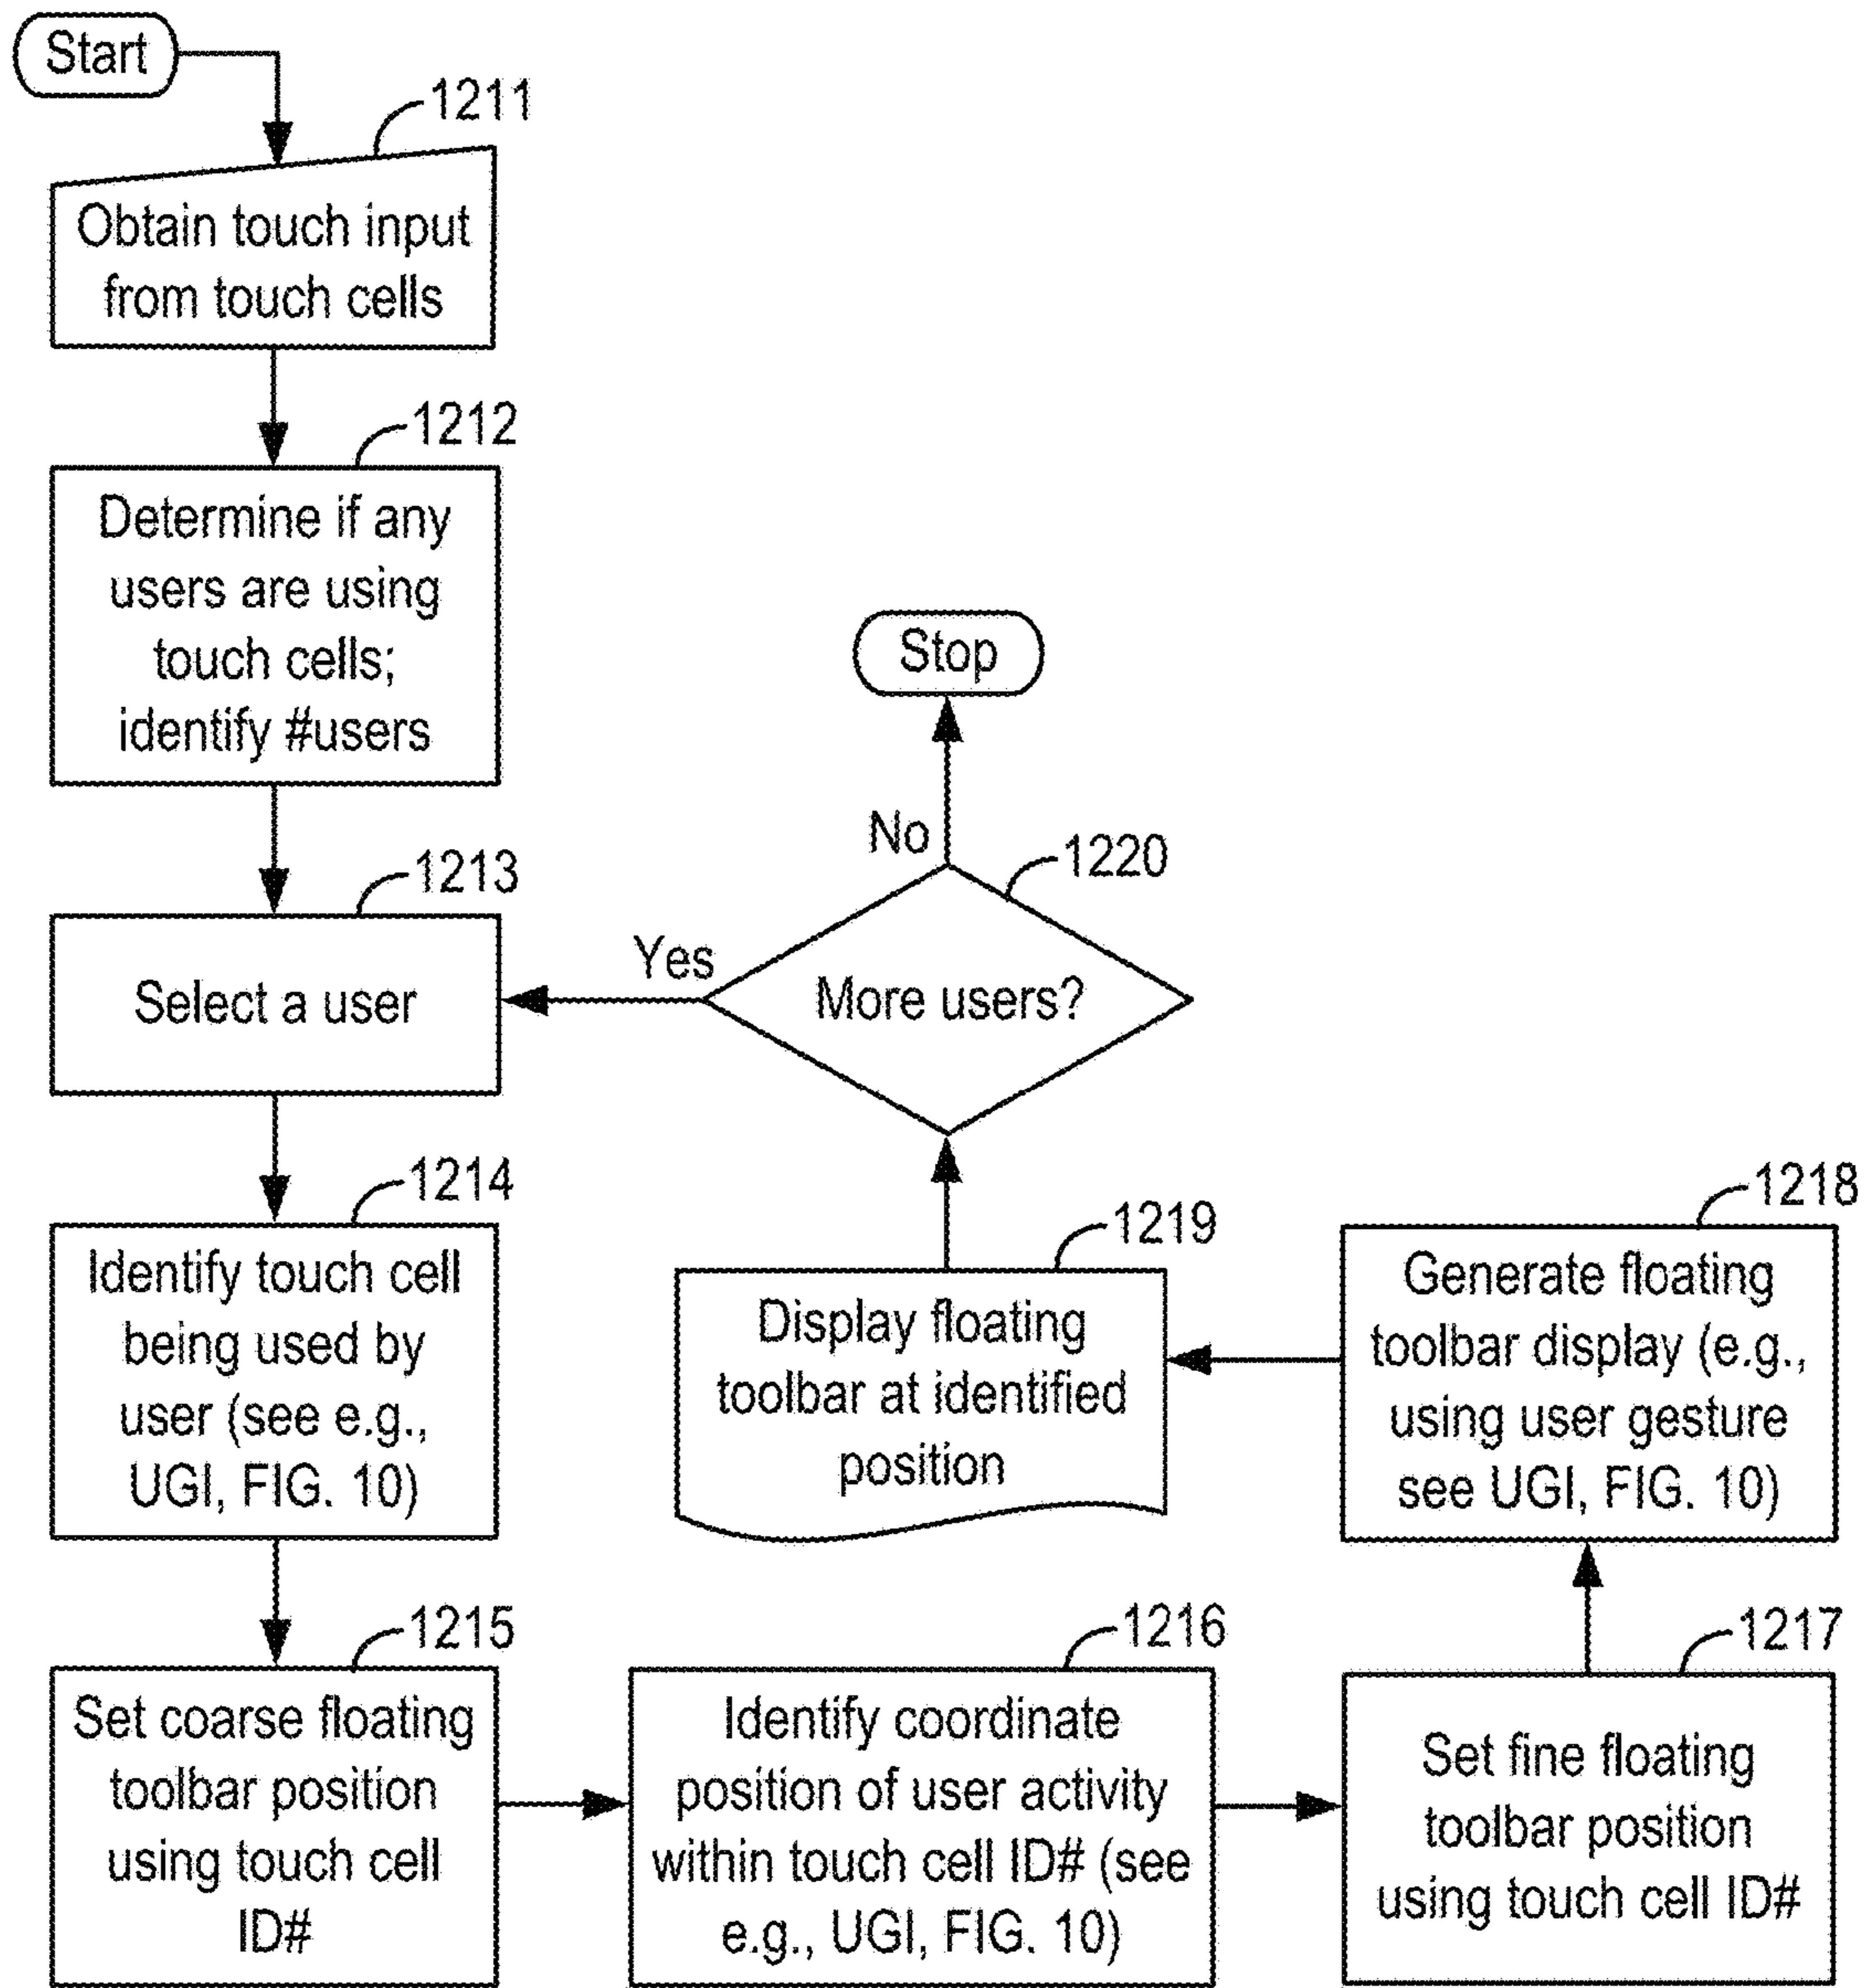 Start
1211
Obtain touch input
from touch cells
1212
Determine if any
users are using
touch cells;
identify #users
1213
Select a user
1214
Identify touch cell
being used by
user (see e.g.,
UGI, FIG. 10)
1215
Set coarse floating
toolbar position
using touch cell
ID#
1216
Identify coordinate
position of user activity
within touch cell ID# (see
e.g., UGI, FIG. 10)
1217
Set fine floating
toolbar position
using touch cell ID#
1218
Generate floating
toolbar display (e.g.,
using user gesture
see UGI, FIG. 10)
1219
Display floating
toolbar at identified
position
1220
More users?
Yes
No
Stop